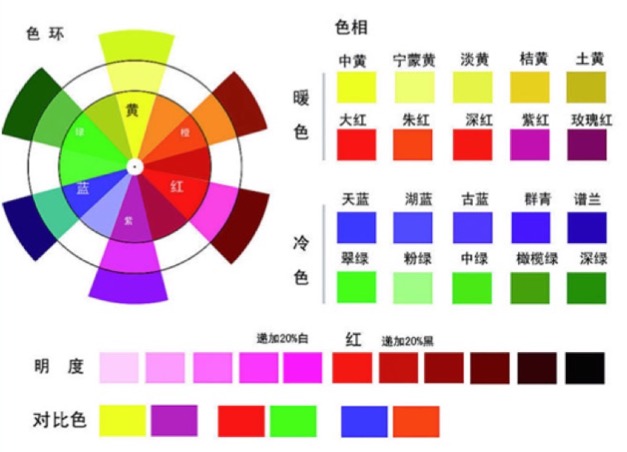 色环
黄
绿
橙
蓝
红
紫
色相
暖色
中黄 宁蒙黄 淡黄 桔黄 土黄
大红 朱红 深红 紫红 玫瑰红
冷色
天蓝 湖蓝 古蓝 群青 谱兰
翠绿 粉绿 中绿 橄榄绿 深绿
递加20%白 红 递加20%黑
明度
对比色